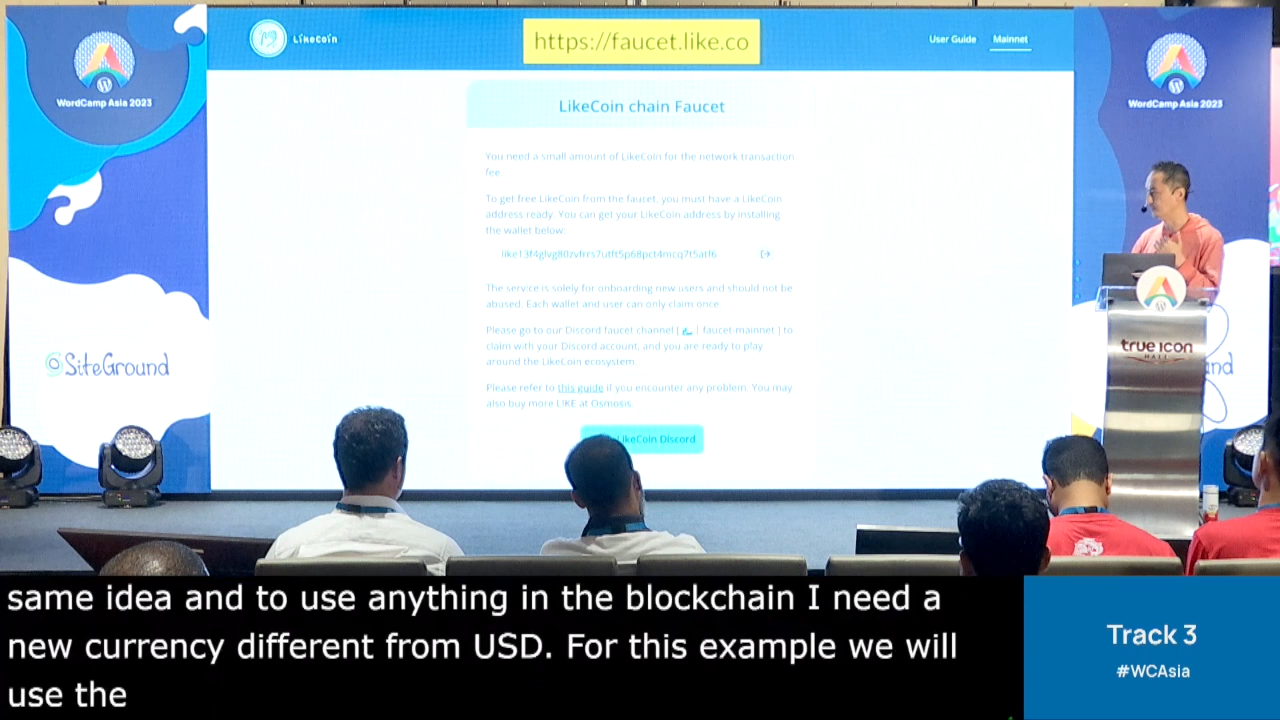 LikeCoin
https://faucet.like.co
User Guide
Mainnet
WordCamp Asia 2023
WordCamp Asia 2023
LikeCoin chain Faucet
You need a small amount of LikeCoin for the network transaction
fee.
To get free LikeCoin from the faucet, you must have a LikeCoin
address ready. You can get your LikeCoin address by installing
the wallet below:
The service is solely for onboarding new users and should not be
abused. Each wallet and user can only claim once.
Please go to our Discord faucet channel [ | faucet-mainnet ] to
claim with your Discord account, and you are ready to play
around the LikeCoin ecosystem.
Please refer to this guide if you encounter any problem. You may
also buy more LIKE at Osmosis.
LikeCoin Discord
SiteGround
true icon
HALL
same idea and to use anything in the blockchain I need a
new currency different from USD. For this example we will
use the
Track 3
#WCAsia